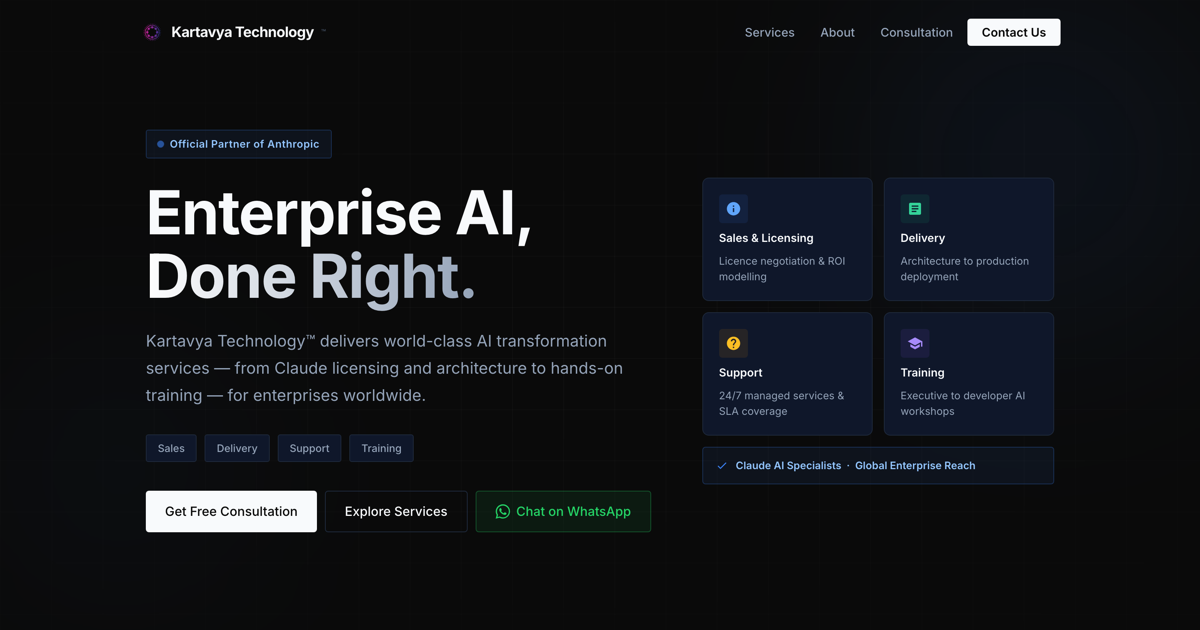 Kartavya Technology ™
Services
About
Consultation
Contact Us
Official Partner of Anthropic
Enterprise AI,
Done Right.
Kartavya Technology™ delivers world-class AI transformation
services — from Claude licensing and architecture to hands-on
training — for enterprises worldwide.
Sales
Delivery
Support
Training
Get Free Consultation
Explore Services
Chat on WhatsApp
Sales & Licensing
Licence negotiation & ROI
modelling
Delivery
Architecture to production
deployment
Support
24/7 managed services &
SLA coverage
Training
Executive to developer AI
workshops
Claude AI Specialists · Global Enterprise Reach